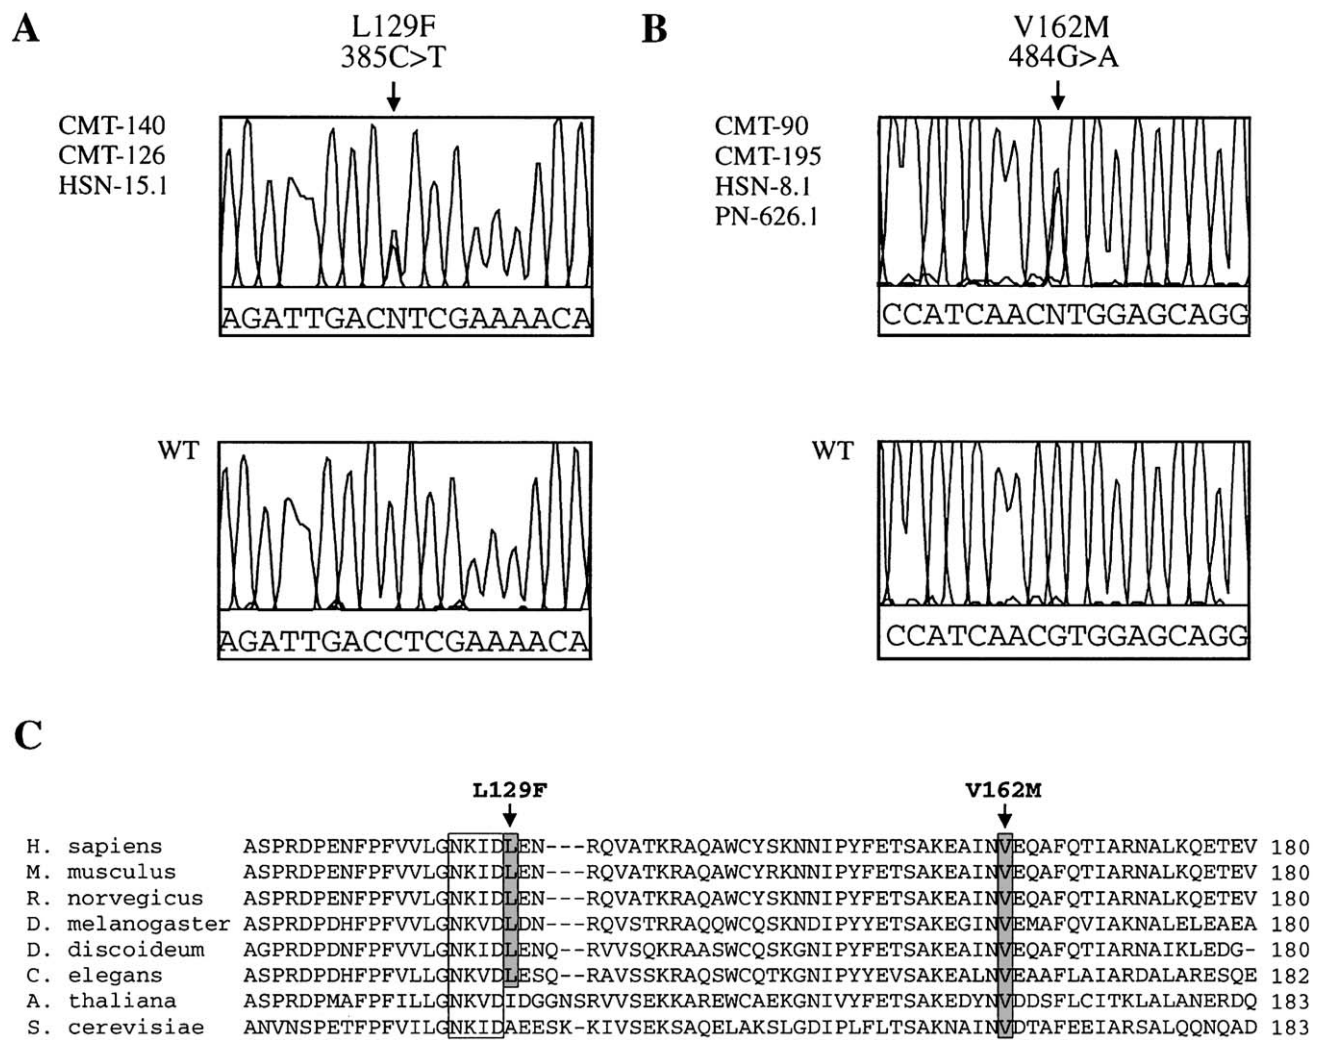 A
L129F
385C>T
CMT-140
CMT-126
HSN-15.1
AGATTGACNTCGAAAACA
WT
AGATTGACCTCGAAAACA
B
V162M
484G>A
CMT-90
CMT-195
HSN-8.1
PN-626.1
CCATCAACNTGGAGCAGG
WT
CCATCAACGTGGAGCAGG
C
L129F V162M
H. sapiens ASPRDPENFPFVVLGNKIDLEN---RQVATKRAQAWCYSKNNIPYFETSAKEAINVEQAFQTIARNALKQETEV 180
M. musculus ASPRDPENFPFVVLGNKIDLEN---RQVATKRAQAWCYRKNNIPYFETSAKEAINVEQAFQTIARNALKQETEV 180
R. norvegicus ASPRDPENFPFVVLGNKIDLEN---RQVATKRAQAWCYSKNNIPYFETSAKEAINVEQAFQTIARNALKQETEV 180
D. melanogaster ASPRDPDHFPFVVLGNKVDLDN---RQVSTRRAQQWCQSKNDIPYYETSAKEGINVEMAFQVIAKNALELEAEA 180
D. discoideum AGPRDPDNFPFVVLGNKIDLENQ--RVVSQKRAASWCQSKGNIPYFETSAKEAINVEQAFQTIARNAIKLEDG- 180
C. elegans ASPRDPDHFPFVLLGNKVDLESQ--RAVSSKRAQSWCQTKGNIPYYEVSAKEALNVEAAFLAIARDALARESQE 182
A. thaliana ASPRDPMAFPFILLGNKVDIDGGNSRVVSEKKAREWCAEKGNIVYFETSAKEDYNVDDSFLCITKLALANERDQ 183
S. cerevisiae ANVNSPETFPFVILGNKIDAEESK-KIVSEKSAQELAKSLGDIPLFLTSAKNAINVDTAFEEIARSALQQNQAD 183